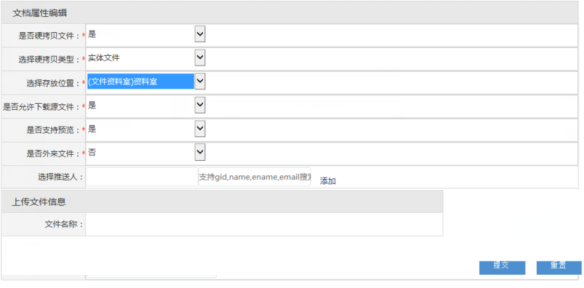 文档属性编辑
是否硬拷贝文件：* 是
选择硬拷贝类型：* 实体文件
选择存放位置：* (文件资料室)资料室
是否允许下载源文件：* 是
是否支持预览：* 是
是否外来文件：* 否
选择推送人： 支持gid,name,ename,email搜索 添加
上传文件信息
文件名称：
提交 重置